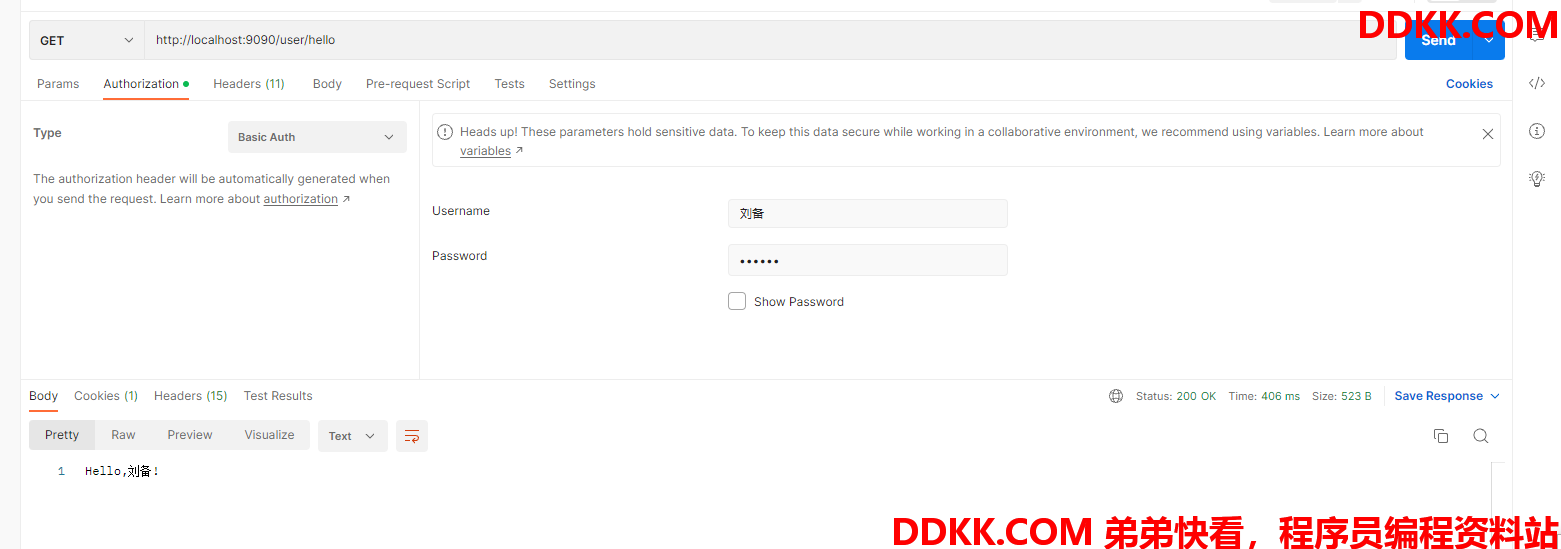 DDKK.COM
GET
http://localhost:9090/user/hello
Send
Params
Authorization
Headers (11)
Body
Pre-request Script
Tests
Settings
Cookies
Type
Basic Auth
The authorization header will be automatically generated when
you send the request. Learn more about authorization ↗
Heads up! These parameters hold sensitive data. To keep this data secure while working in a collaborative environment, we recommend using variables. Learn more about
variables ↗
Username
刘备
Password
••••••
Show Password
Body
Cookies (1)
Headers (15)
Test Results
Status: 200 OK
Time: 406 ms
Size: 523 B
Save Response
Pretty
Raw
Preview
Visualize
Text
1
Hello,刘备!
DDKK.COM 弟弟快看，程序员编程资料站